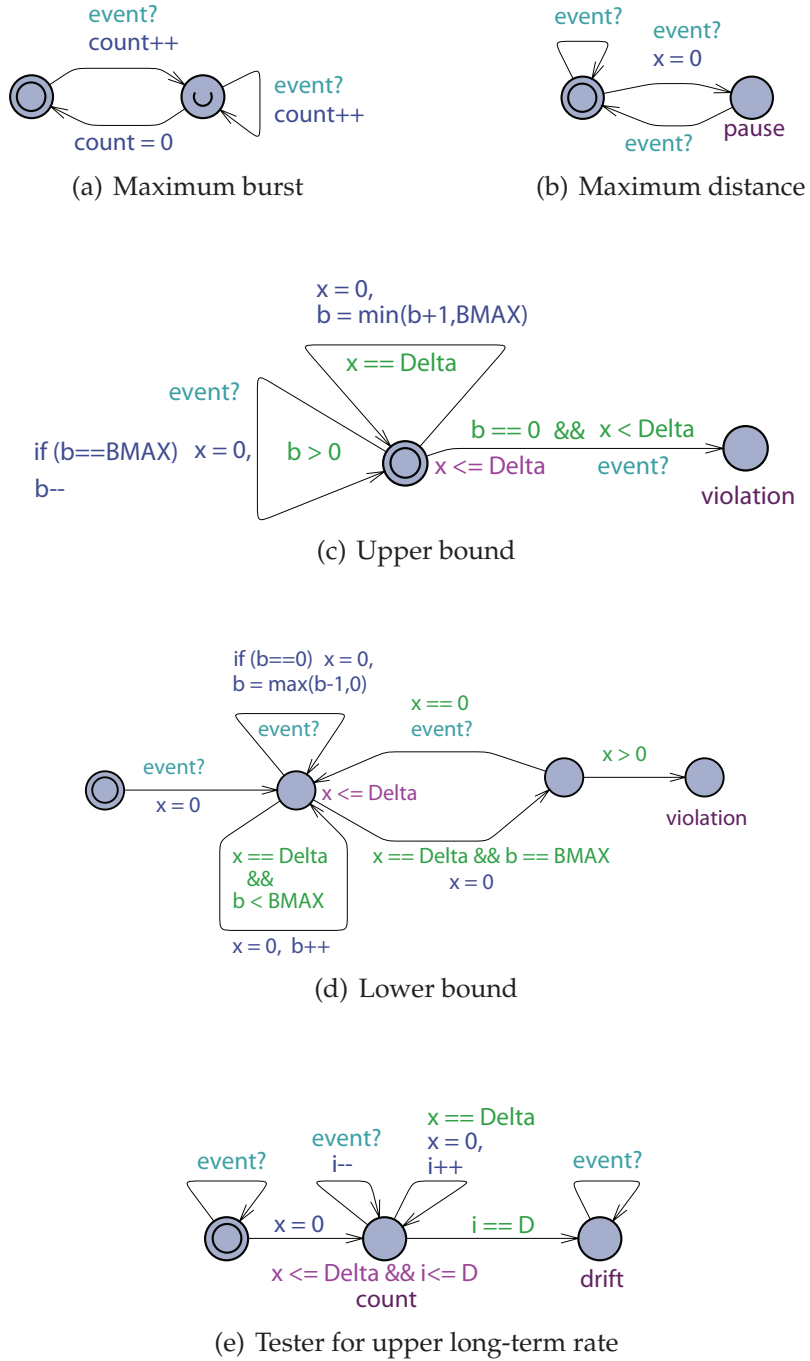 event?
count++
event?
count++
count = 0
(a) Maximum burst
event?
event?
x = 0
event?
pause
(b) Maximum distance
x = 0,
b = min(b+1,BMAX)
x == Delta
event?
if (b==BMAX) x = 0,
b--
b > 0
b == 0 && x < Delta
x <= Delta
event?
violation
(c) Upper bound
if (b==0) x = 0,
b = max(b-1,0)
event?
x == 0
event?
event?
x = 0
x <= Delta
x > 0
violation
x == Delta
&&
b < BMAX
x = 0, b++
x == Delta && b == BMAX
x = 0
(d) Lower bound
event?
event?
i--
x == Delta
x = 0,
i++
event?
x = 0
i == D
x <= Delta && i<= D
count
drift
(e) Tester for upper long-term rate